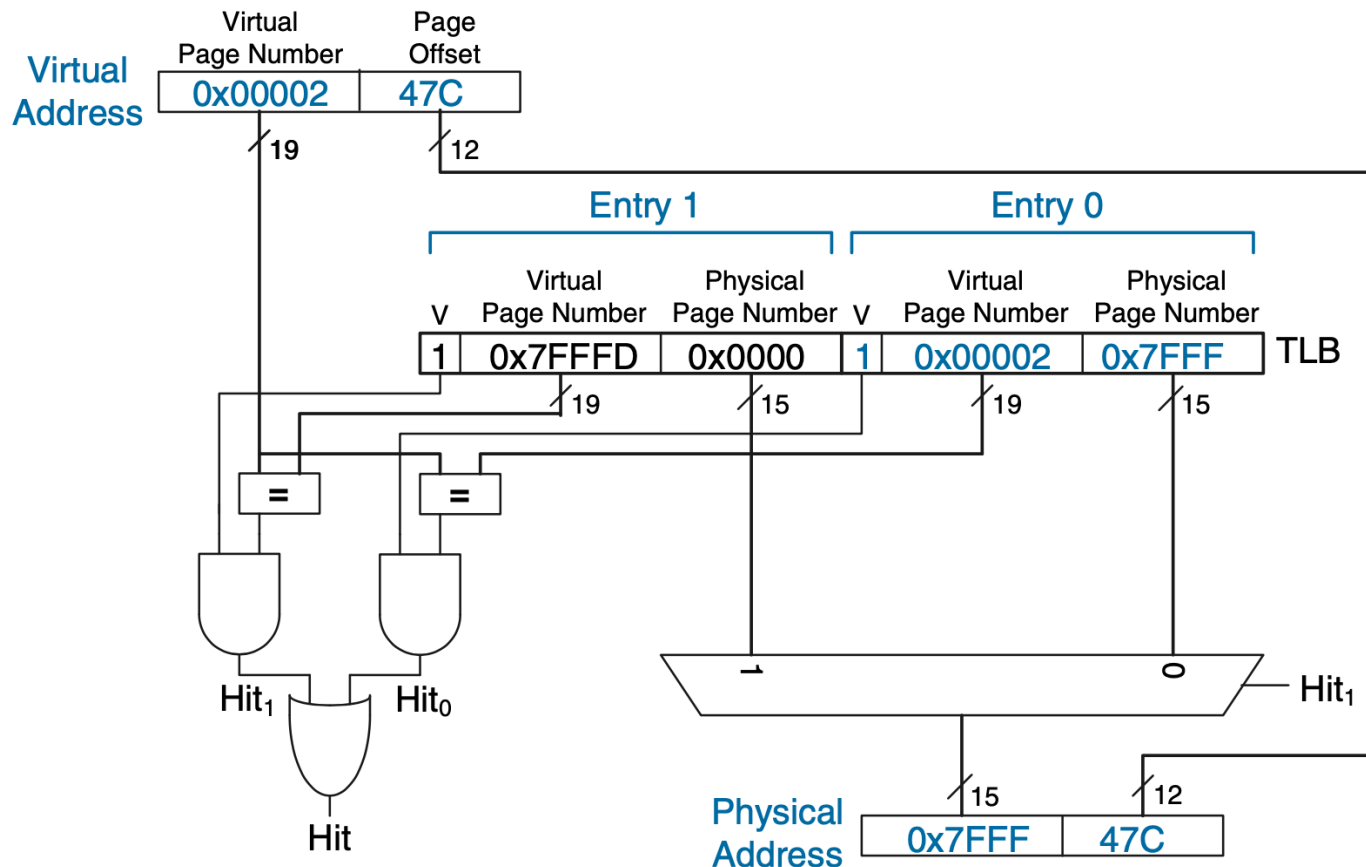 Virtual
Page Number
Page
Offset
Virtual
Address
0x00002
47C
19
12
Entry 1
Entry 0
V
Virtual
Page Number
Physical
Page Number
V
Virtual
Page Number
Physical
Page Number
1
0x7FFFD
0x0000
1
0x00002
0x7FFF
TLB
19
15
19
15
=
=
1
0
Hit1
Hit0
Hit1
Hit
15
12
Physical
Address
0x7FFF
47C